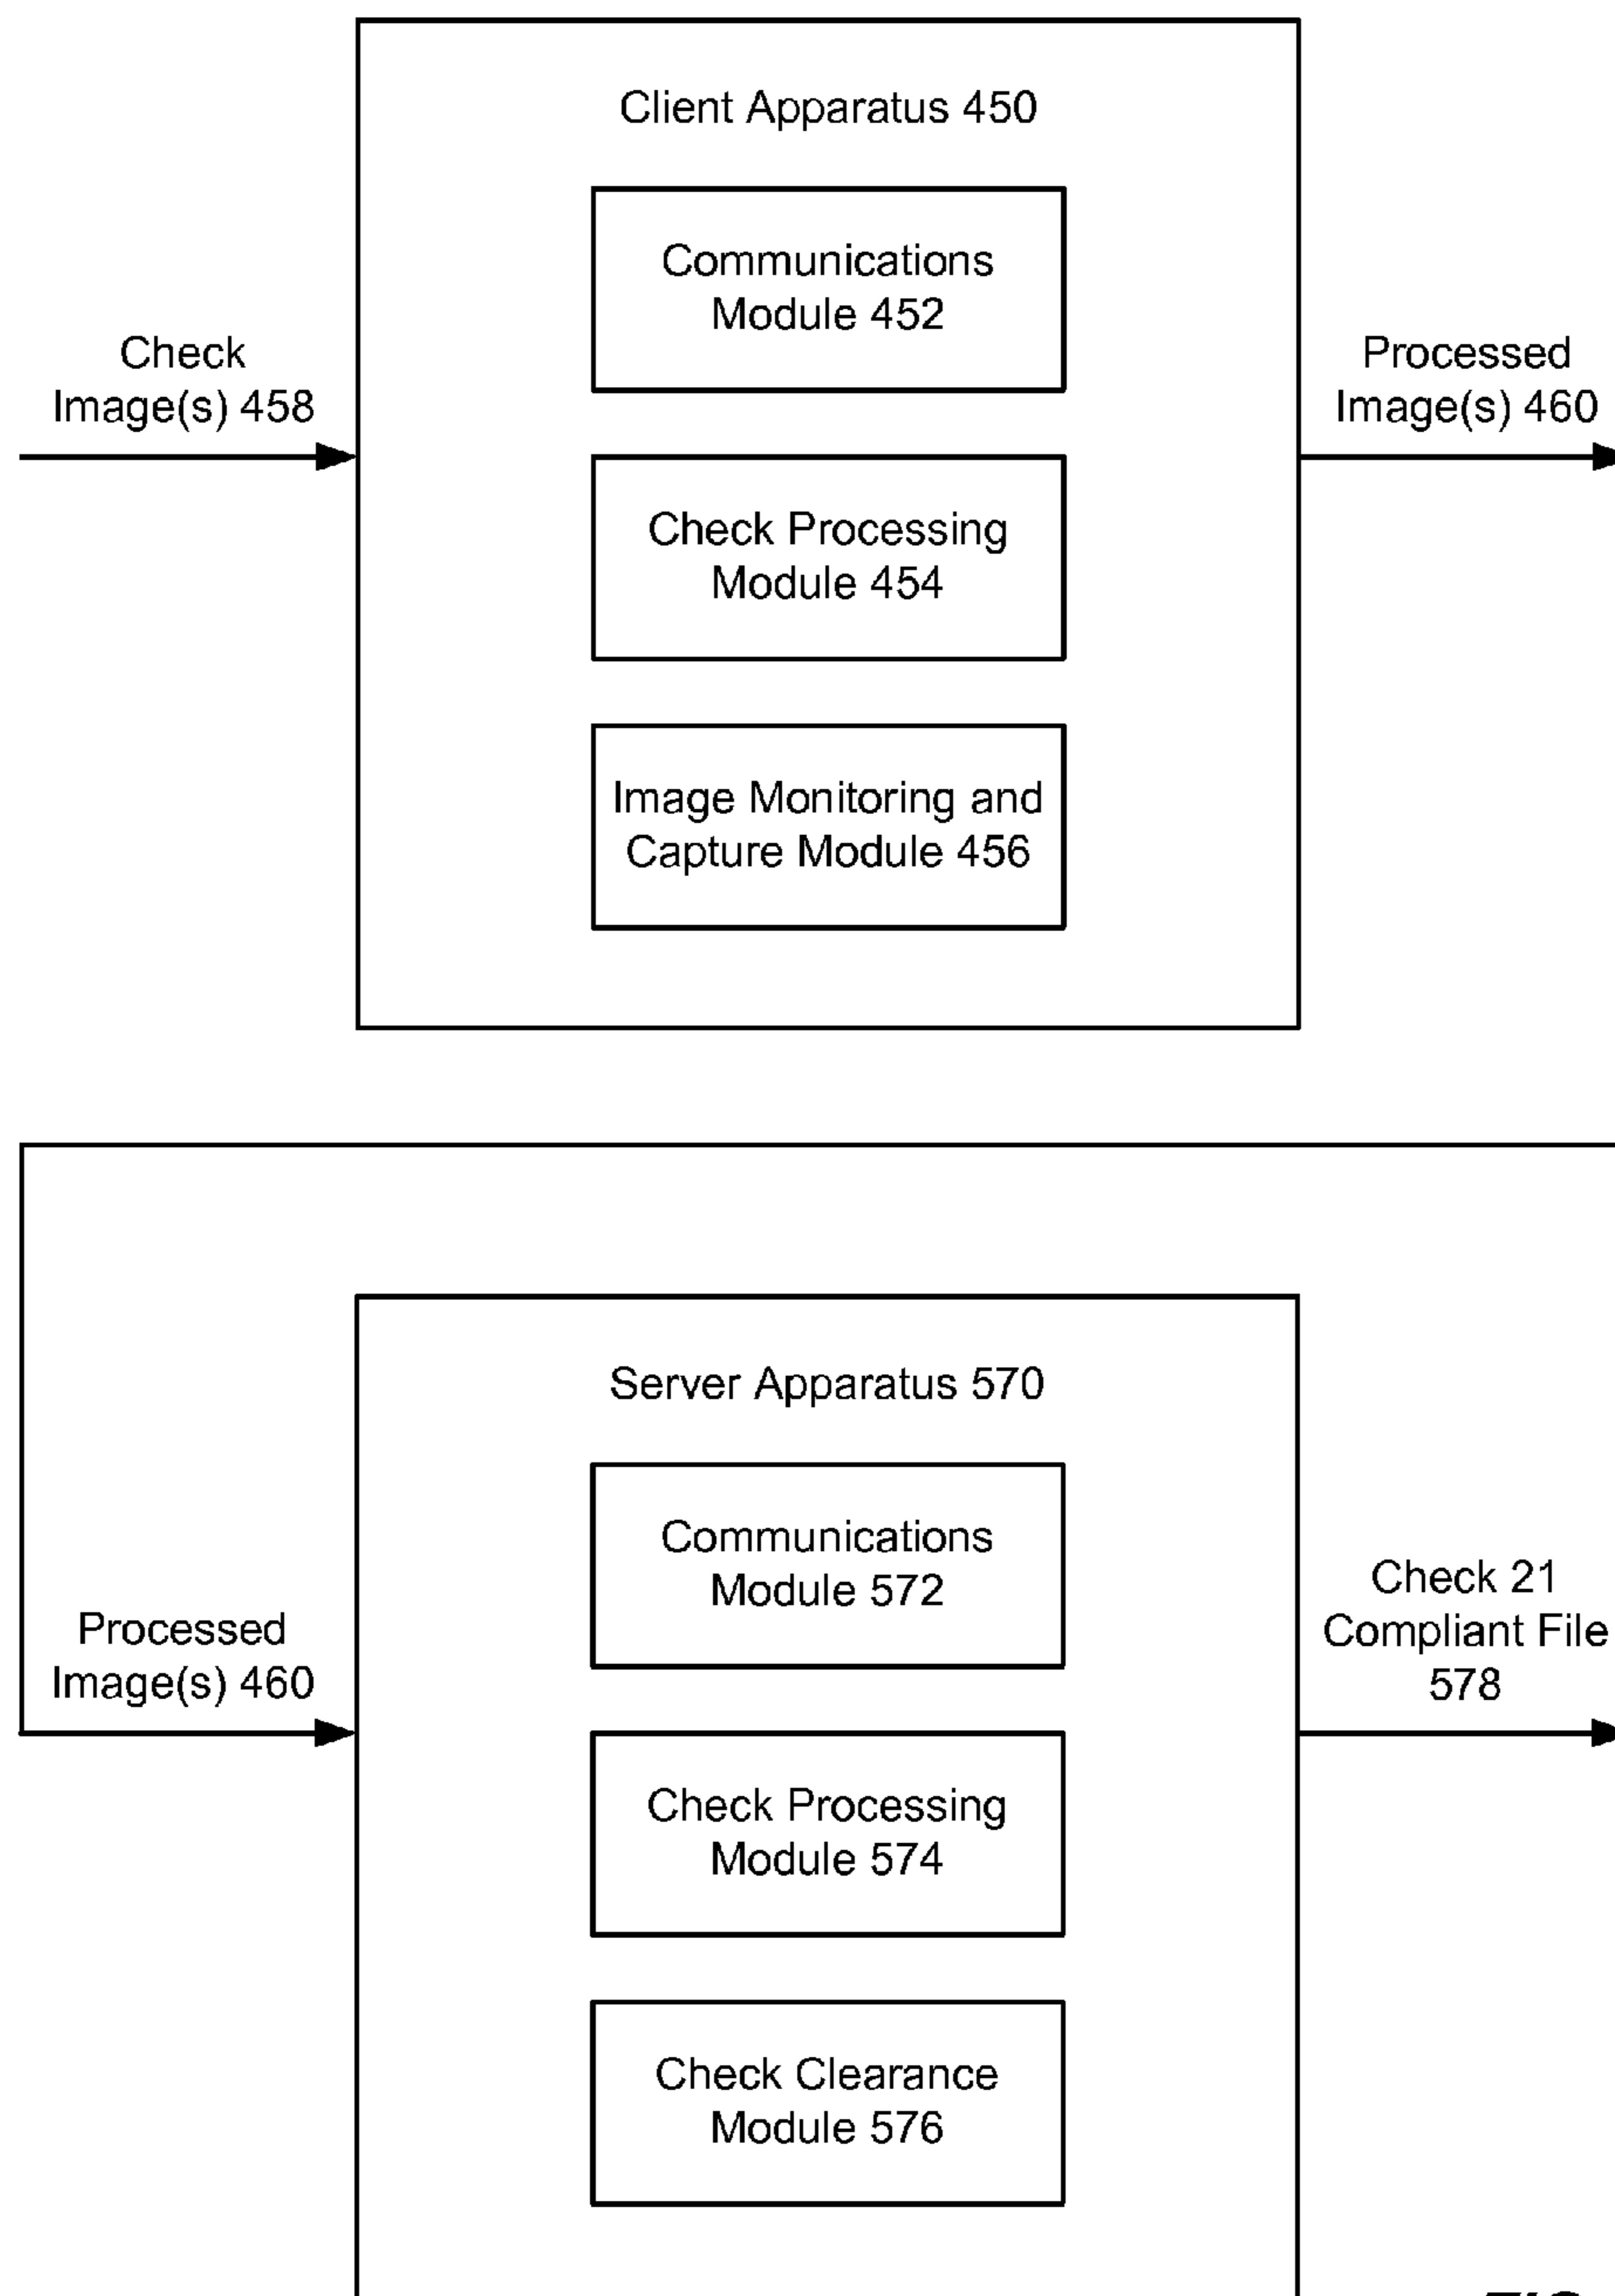 Client Apparatus 450
Communications
Module 452
Check
Image(s) 458
Processed
Image(s) 460
Check Processing
Module 454
Image Monitoring and
Capture Module 456
Server Apparatus 570
Communications
Module 572
Processed
Image(s) 460
Check 21
Compliant File
578
Check Processing
Module 574
Check Clearance
Module 576